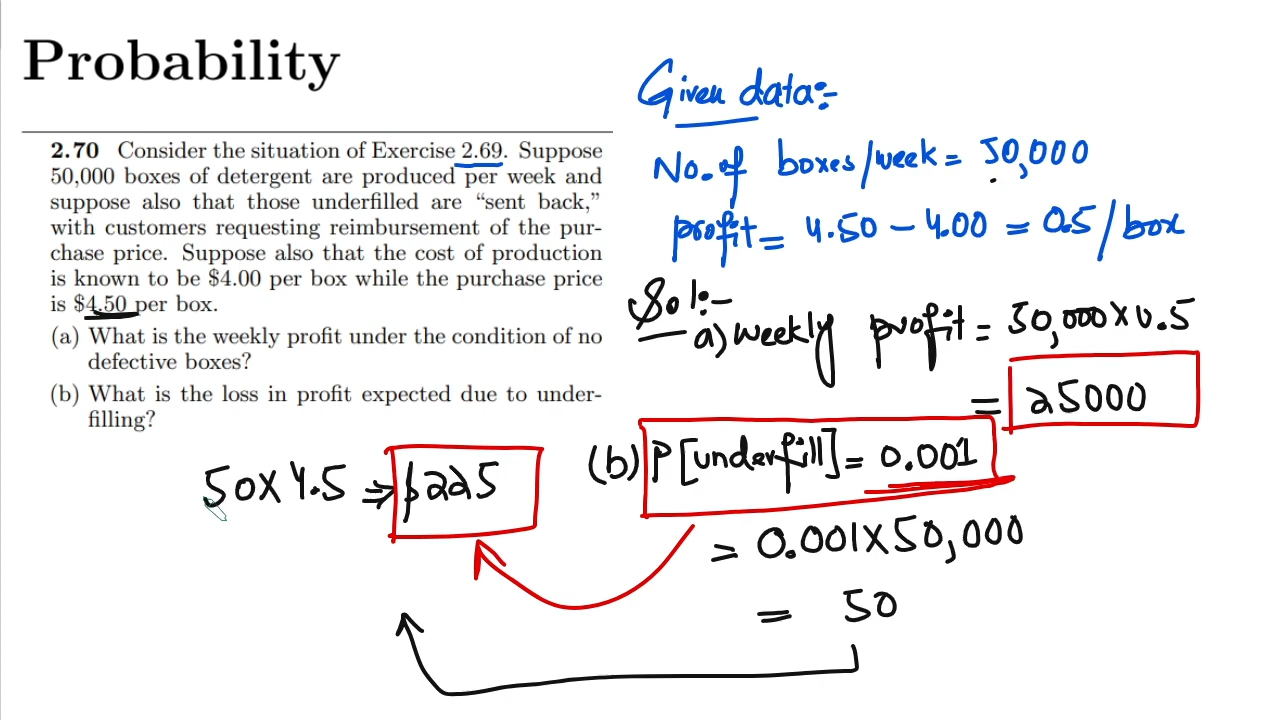 Probability
2.70 Consider the situation of Exercise 2.69. Suppose
50,000 boxes of detergent are produced per week and
suppose also that those underfilled are “sent back,”
with customers requesting reimbursement of the pur-
chase price. Suppose also that the cost of production
is known to be $4.00 per box while the purchase price
is $4.50 per box.
(a) What is the weekly profit under the condition of no
defective boxes?
(b) What is the loss in profit expected due to under-
filling?
Given data:-
No. of boxes/week = 50,000
profit = 4.50 - 4.00 = 0.5/box
Sol:-
a) weekly profit = 50,000 X 0.5
= 25000
(b) P[underfill] = 0.001
= 0.001 X 50,000
= 50
50 X 4.5 ⇒ $225